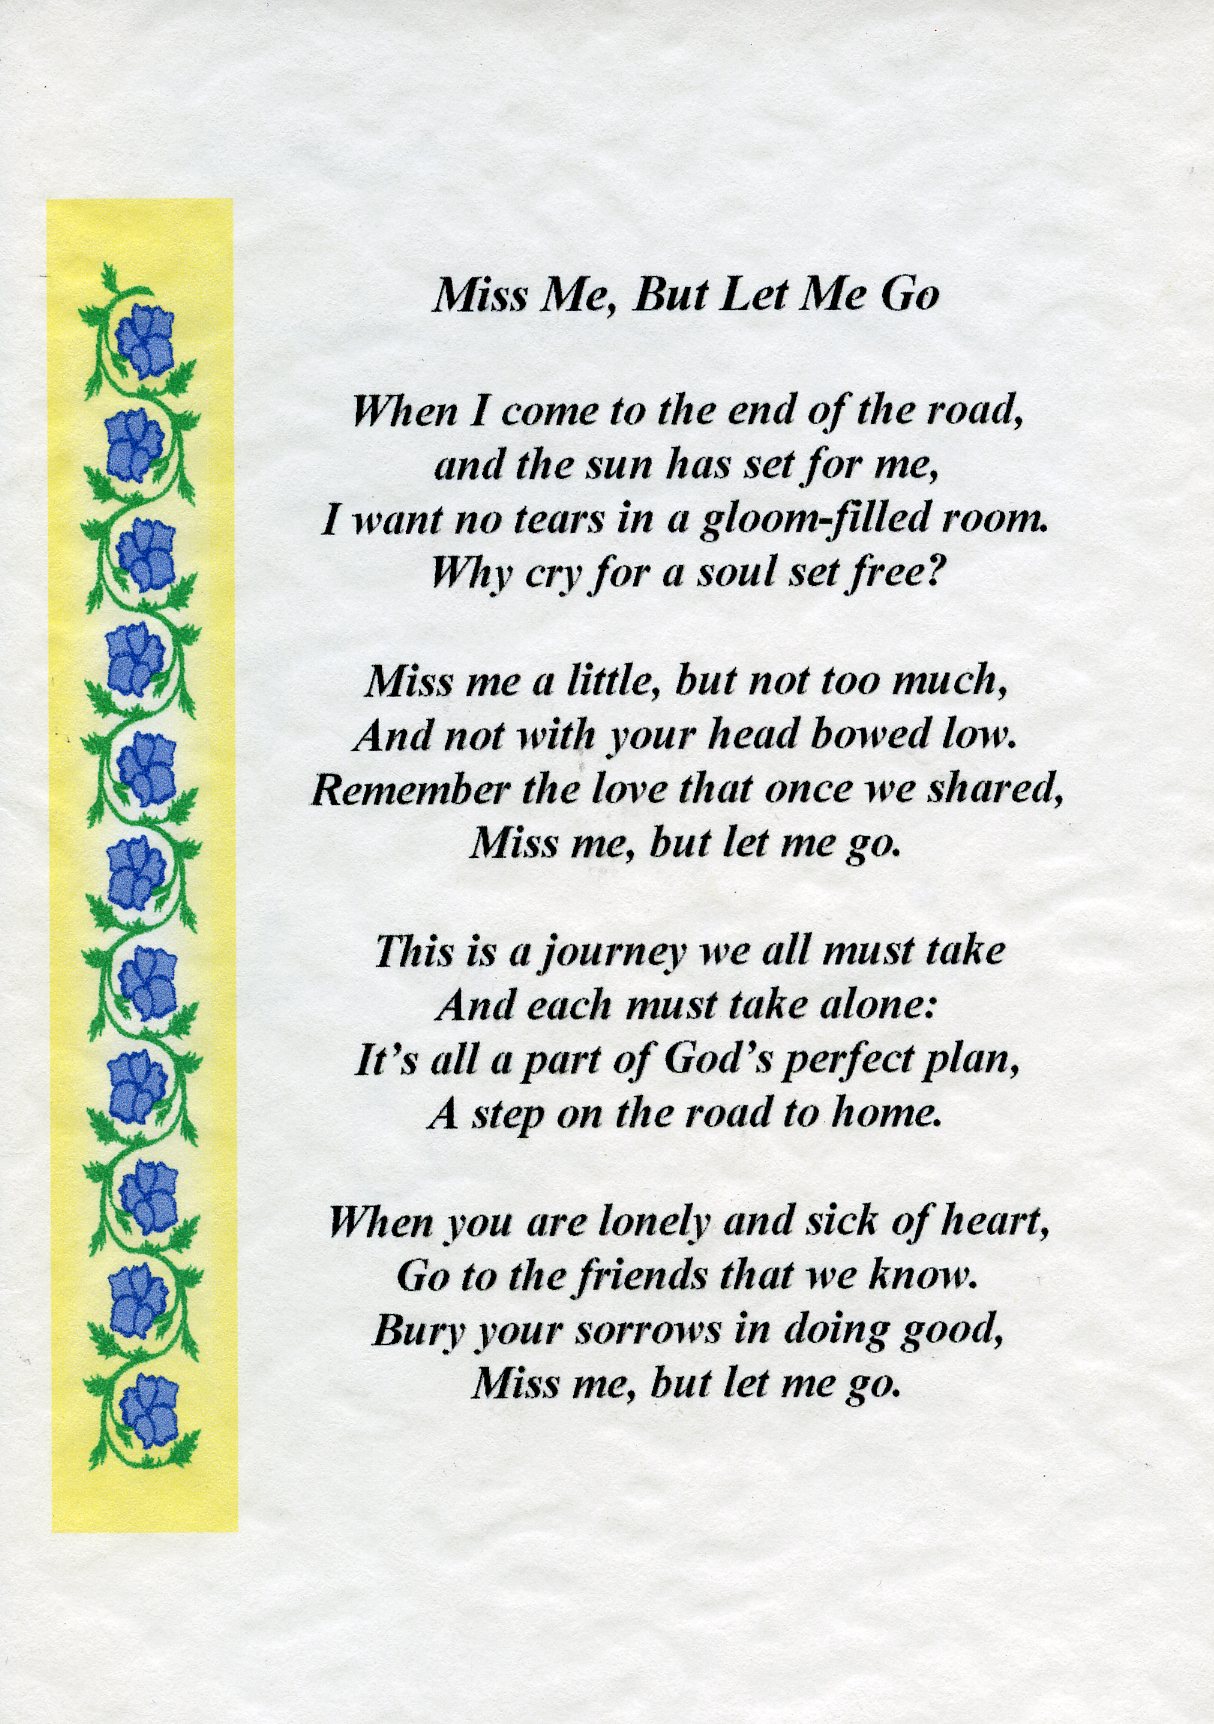 Miss Me, But Let Me Go
When I come to the end of the road,
and the sun has set for me,
I want no tears in a gloom-filled room.
Why cry for a soul set free?
Miss me a little, but not too much,
And not with your head bowed low.
Remember the love that once we shared,
Miss me, but let me go.
This is a journey we all must take
And each must take alone:
It's all a part of God's perfect plan,
A step on the road to home.
When you are lonely and sick of heart,
Go to the friends that we know.
Bury your sorrows in doing good,
Miss me, but let me go.